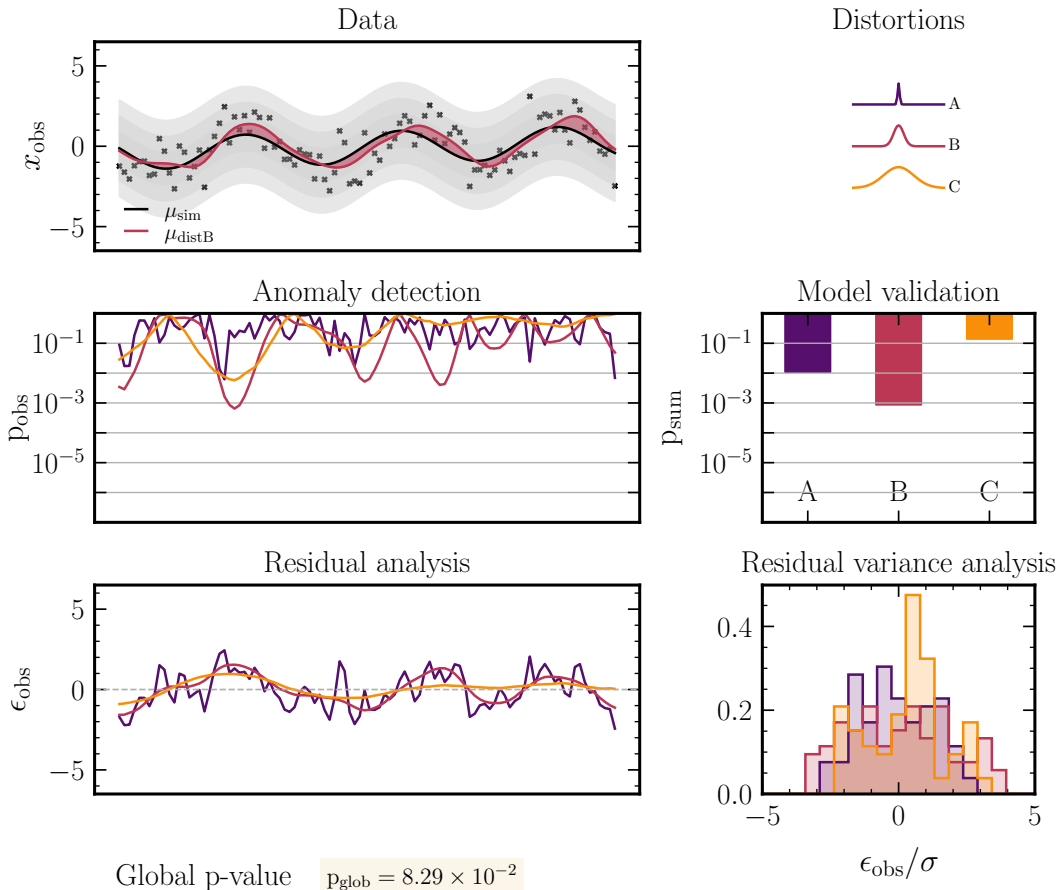 Data
Distortions
5
0
−5
x_obs
μ_sim
μ_distB
A
B
C
Anomaly detection
Model validation
10^−1
10^−3
10^−5
p_obs
10^−1
10^−3
10^−5
p_sum
A B C
Residual analysis
Residual variance analysis
5
0
−5
ϵ_obs
0.4
0.2
0.0
−5 0 5
ϵ_obs/σ
Global p-value p_glob = 8.29 × 10^−2